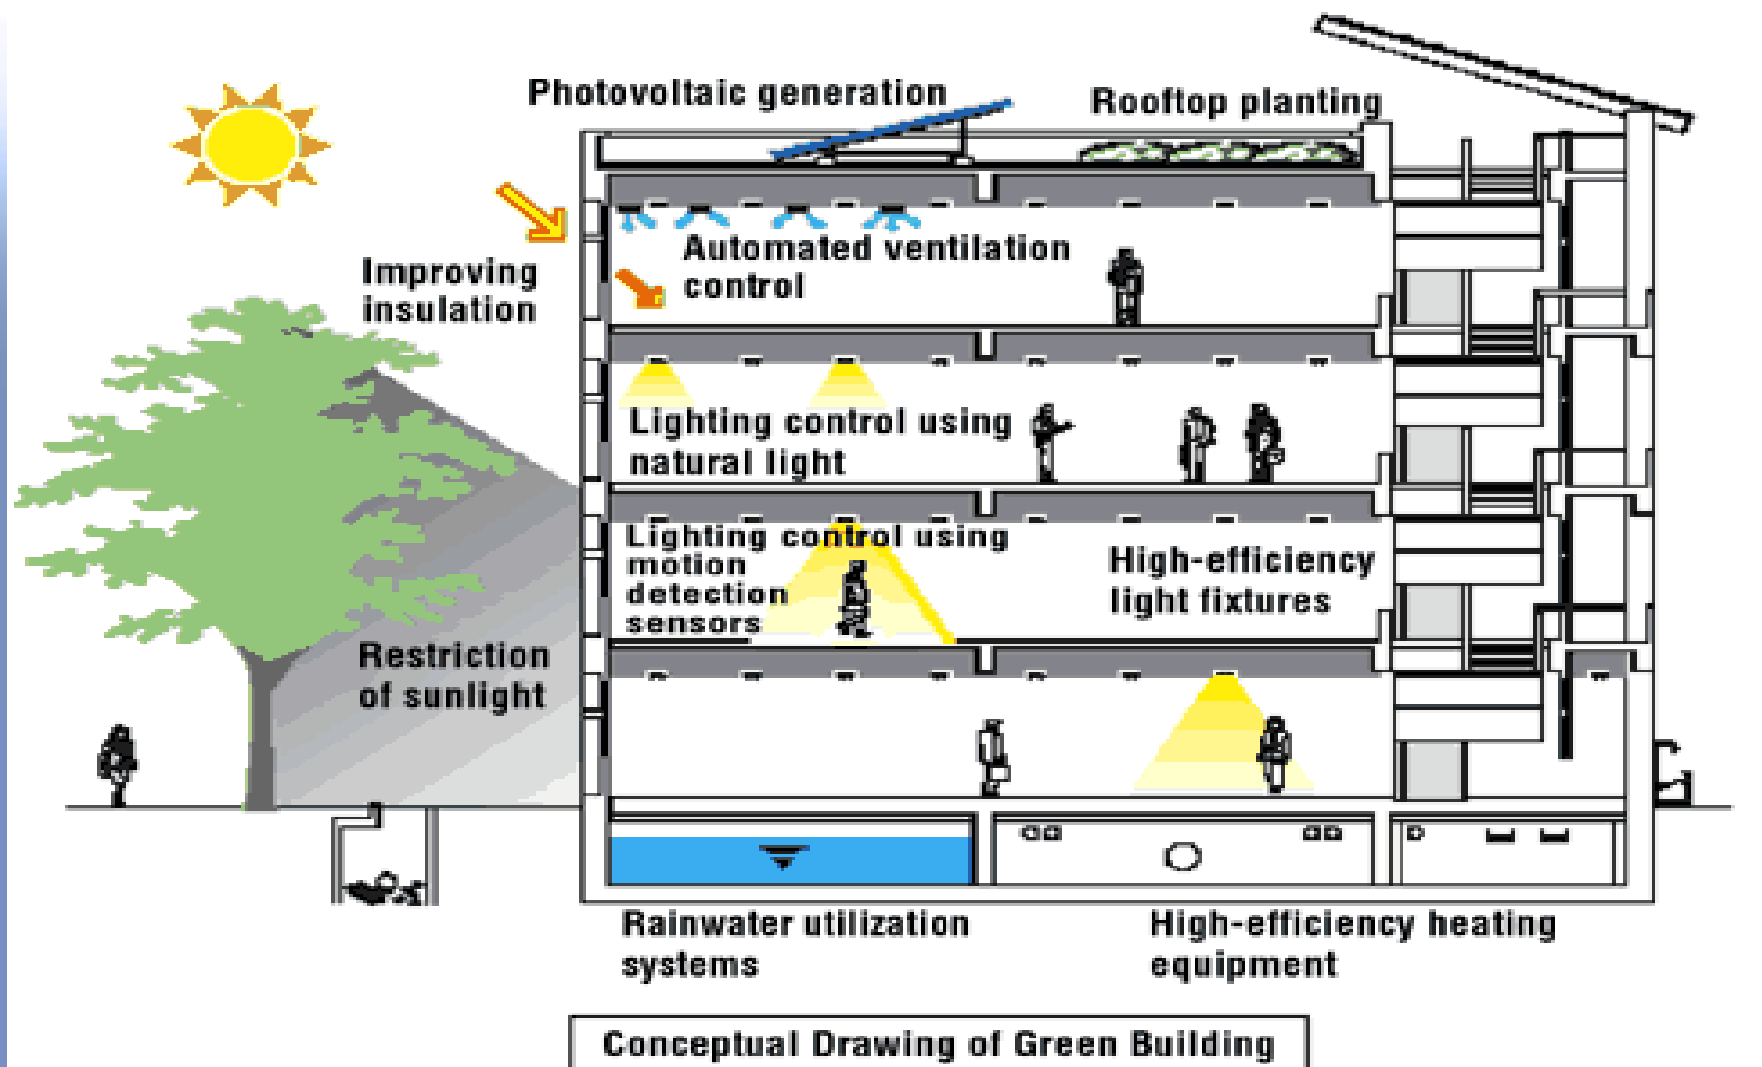 Photovoltaic generation
Rooftop planting
Automated ventilation
control
Improving
insulation
Lighting control using
natural light
Lighting control using
motion
detection
sensors
High-efficiency
light fixtures
Restriction
of sunlight
Rainwater utilization
systems
High-efficiency heating
equipment
Conceptual Drawing of Green Building